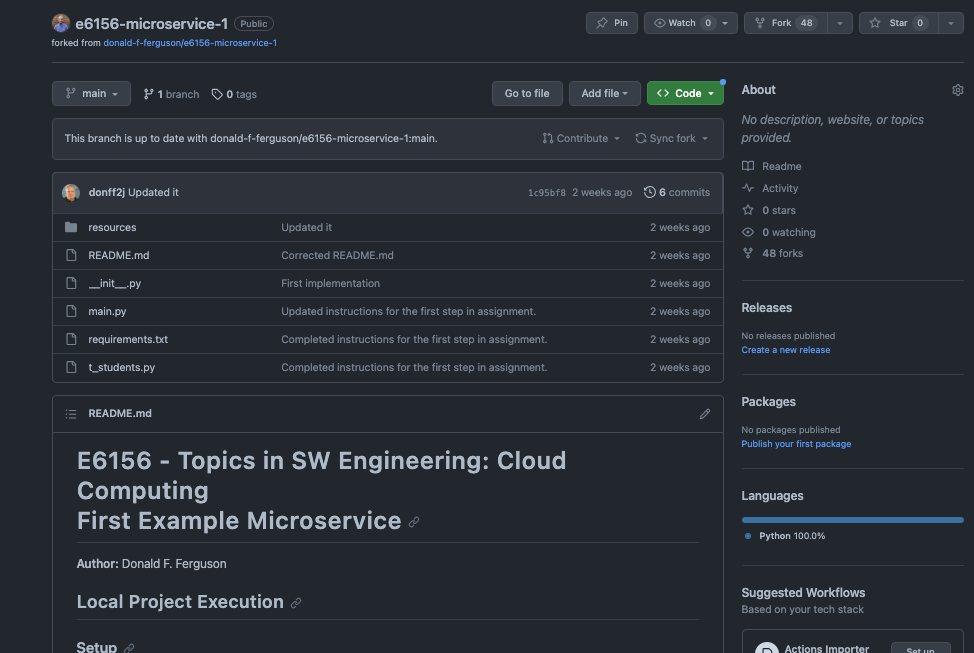 e6156-microservice-1 Public
Pin
Watch 0
Fork 48
Star 0
forked from donald-f-ferguson/e6156-microservice-1
main
1 branch
0 tags
Go to file
Add file
Code
This branch is up to date with donald-f-ferguson/e6156-microservice-1:main.
Contribute
Sync fork
donff2j Updated it
1c95bf8 2 weeks ago
6 commits
resources Updated it 2 weeks ago
README.md Corrected README.md 2 weeks ago
__init__.py First implementation 2 weeks ago
main.py Updated instructions for the first step in assignment. 2 weeks ago
requirements.txt Completed instructions for the first step in assignment. 2 weeks ago
t_students.py Completed instructions for the first step in assignment. 2 weeks ago
README.md
E6156 - Topics in SW Engineering: Cloud
Computing
First Example Microservice
Author: Donald F. Ferguson
Local Project Execution
Setup
About
No description, website, or topics
provided.
Readme
Activity
0 stars
0 watching
48 forks
Releases
No releases published
Create a new release
Packages
No packages published
Publish your first package
Languages
Python 100.0%
Suggested Workflows
Based on your tech stack
Actions Importer
Set up